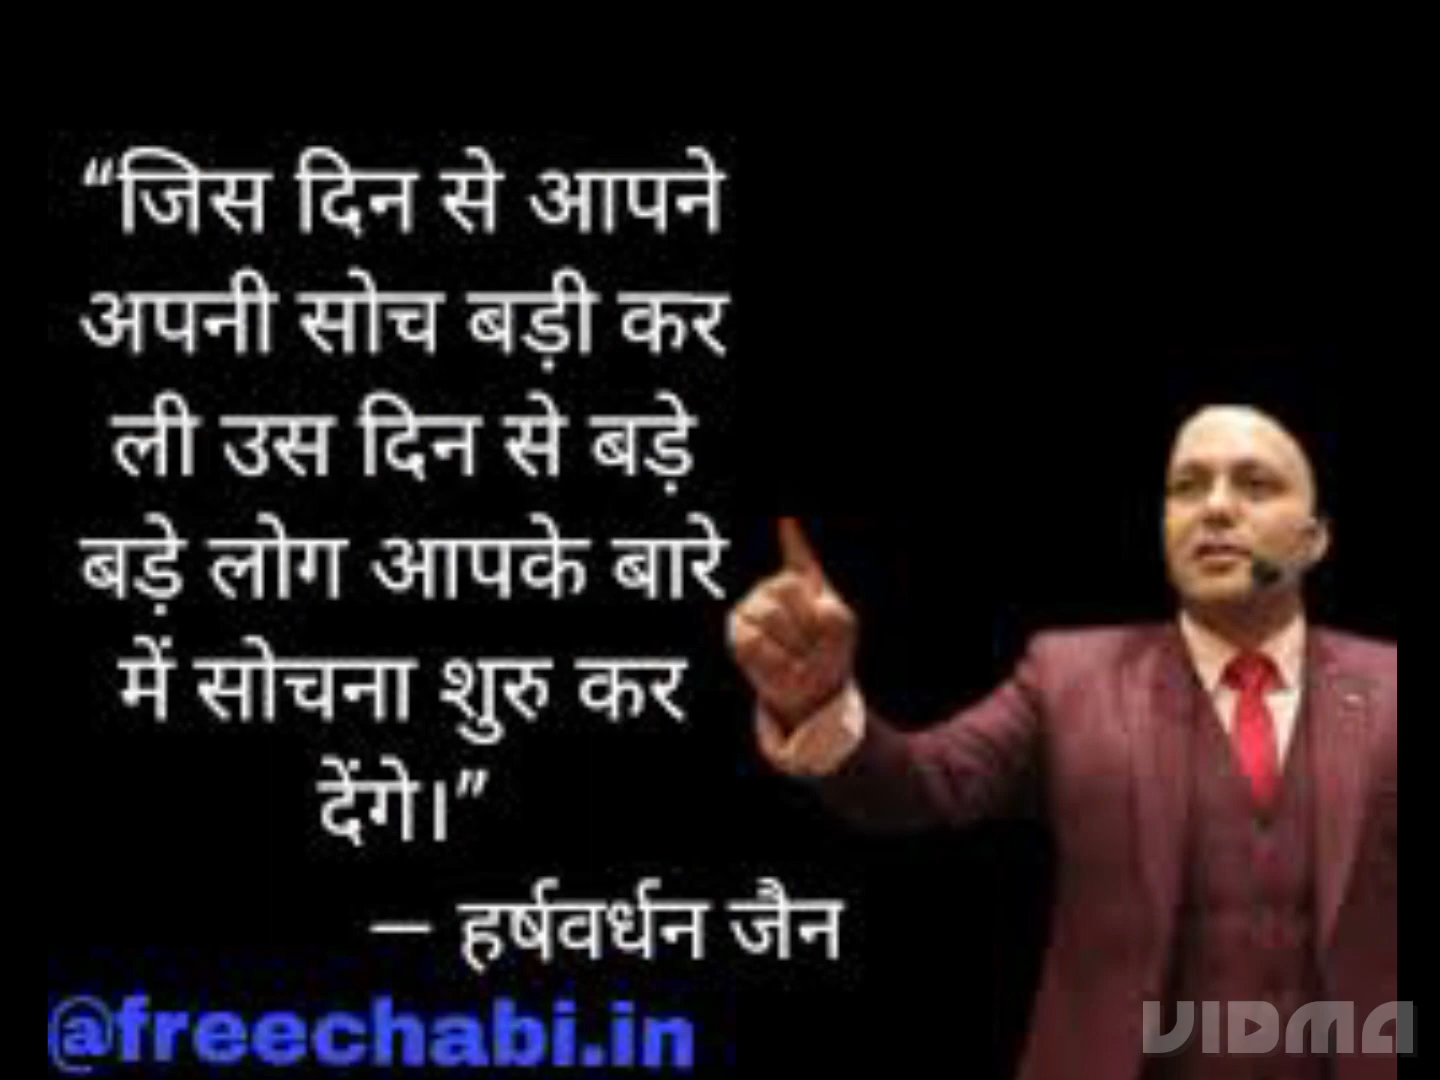 “जिस दिन से आपने
अपनी सोच बड़ी कर
ली उस दिन से बड़े
बड़े लोग आपके बारे
में सोचना शुरु कर
देंगे।”
– हर्षवर्धन जैन
@freechabi.in
VIDMA